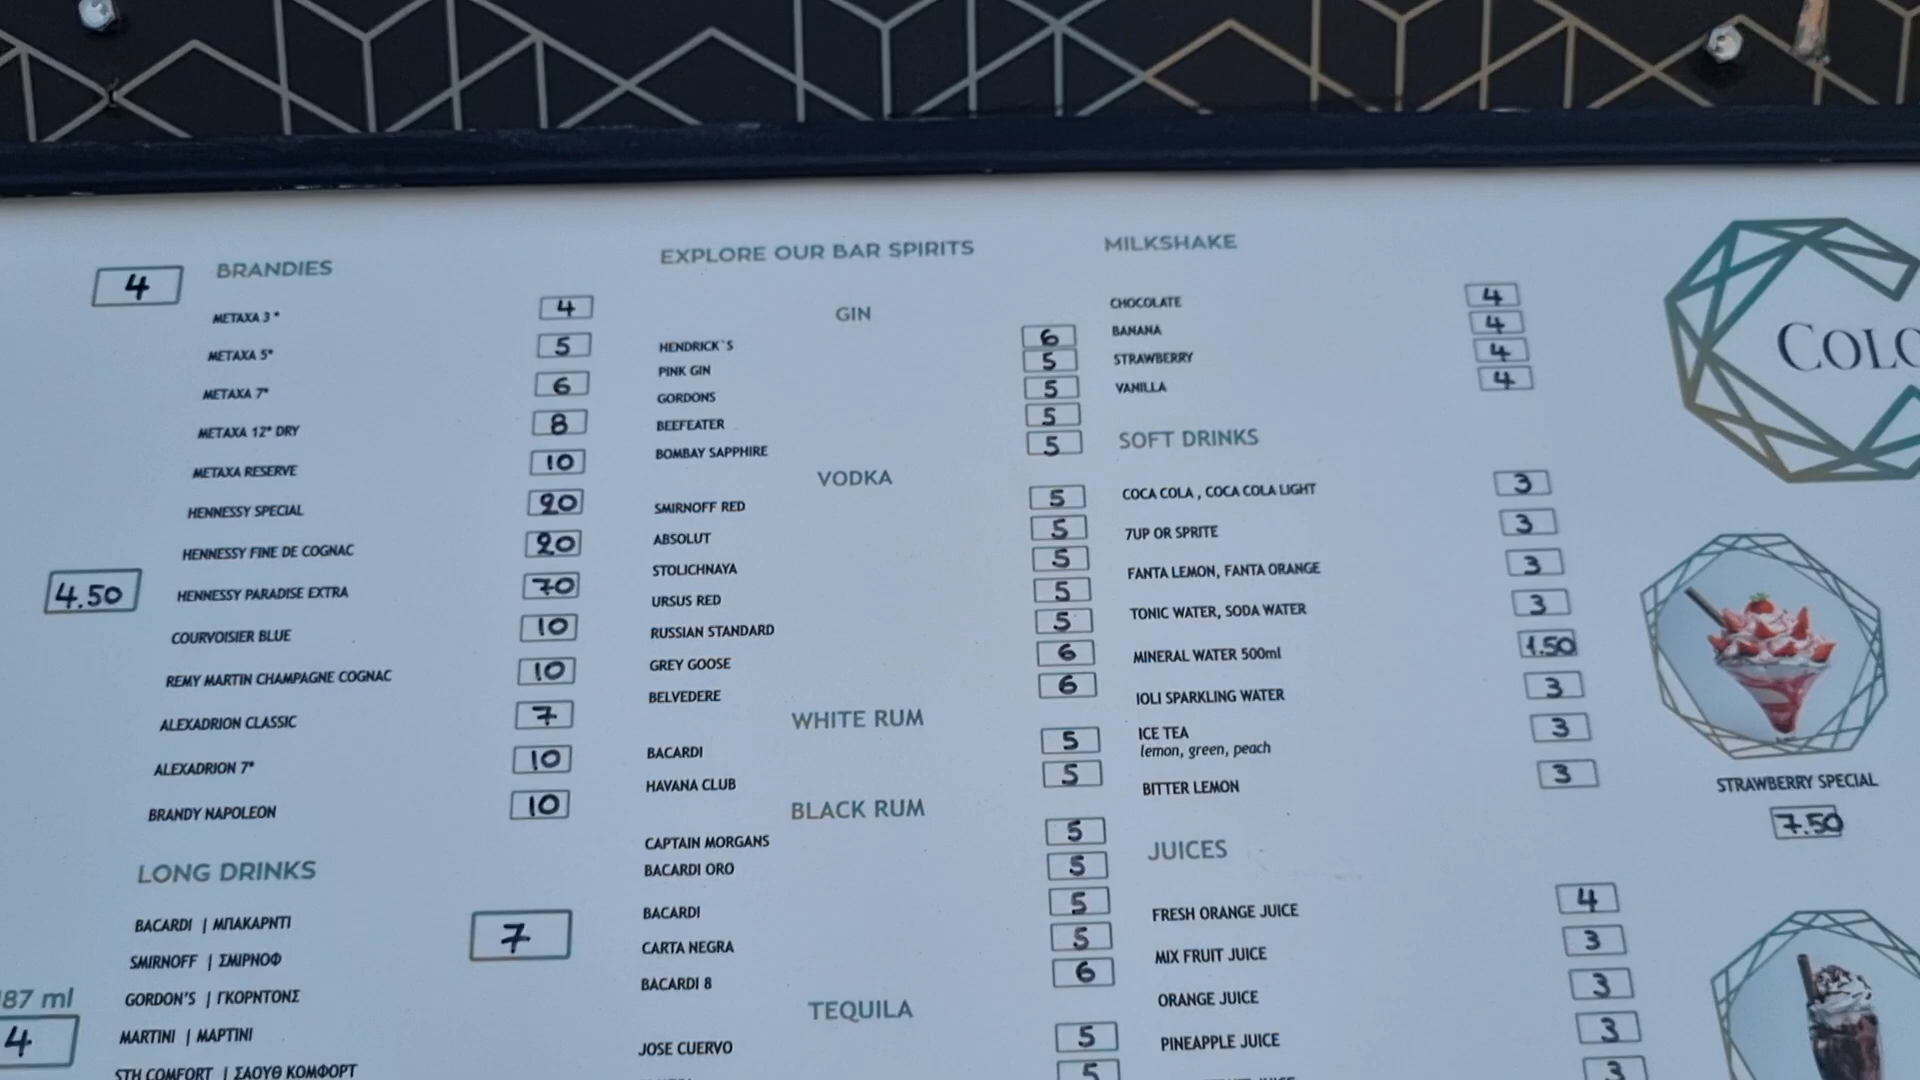 4
BRANDIES
METAXA 3* 4
METAXA 5* 5
METAXA 7* 6
METAXA 12* DRY 8
METAXA RESERVE 10
HENNESSY SPECIAL 20
HENNESSY FINE DE COGNAC 20
4.50
HENNESSY PARADISE EXTRA 70
COURVOISIER BLUE 10
REMY MARTIN CHAMPAGNE COGNAC 10
ALEXADRION CLASSIC 7
ALEXADRION 7* 10
BRANDY NAPOLEON 10
LONG DRINKS
7
BACARDI | ΜΠΑΚΑΡΝΤΙ
SMIRNOFF | ΣΜΙΡΝΟΦ
GORDON'S | ΓΚΟΡΝΤΟΝΣ
MARTINI | ΜΑΡΤΙΝΙ
STH COMFORT | ΣΑΟΥΘ ΚΟΜΦΟΡΤ
87 ml
4
EXPLORE OUR BAR SPIRITS
GIN
HENDRICK`S 6
PINK GIN 5
GORDONS 5
BEEFEATER 5
BOMBAY SAPPHIRE 5
VODKA
SMIRNOFF RED 5
ABSOLUT 5
STOLICHNAYA 5
URSUS RED 5
RUSSIAN STANDARD 5
GREY GOOSE 6
BELVEDERE 6
WHITE RUM
BACARDI 5
HAVANA CLUB 5
BLACK RUM
CAPTAIN MORGANS 5
BACARDI ORO 5
BACARDI 5
CARTA NEGRA 5
BACARDI 8 6
TEQUILA
JOSE CUERVO 5
5
MILKSHAKE
CHOCOLATE 4
BANANA 4
STRAWBERRY 4
VANILLA 4
SOFT DRINKS
COCA COLA , COCA COLA LIGHT 3
7UP OR SPRITE 3
FANTA LEMON, FANTA ORANGE 3
TONIC WATER, SODA WATER 3
MINERAL WATER 500ml 1.50
IOLI SPARKLING WATER 3
ICE TEA 3
lemon, green, peach
BITTER LEMON 3
JUICES
FRESH ORANGE JUICE 4
MIX FRUIT JUICE 3
ORANGE JUICE 3
PINEAPPLE JUICE 3
3
COLO
STRAWBERRY SPECIAL
7.50